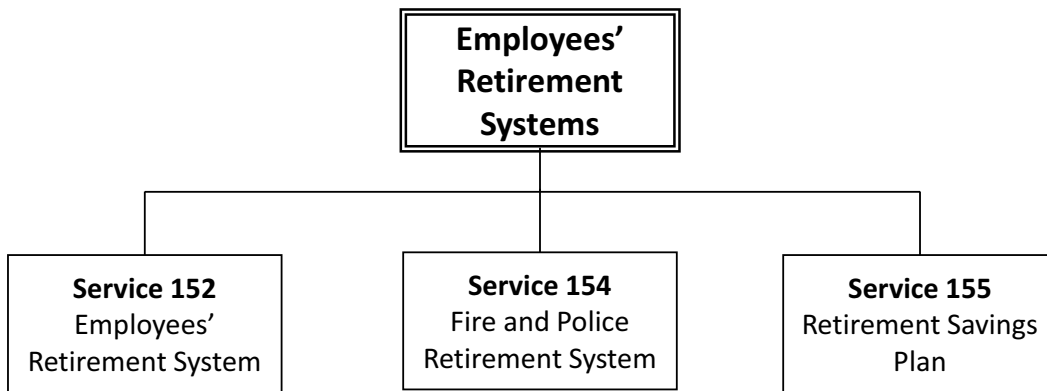 Employees’
Retirement
Systems
Service 152
Employees’
Retirement System
Service 154
Fire and Police
Retirement System
Service 155
Retirement Savings
Plan